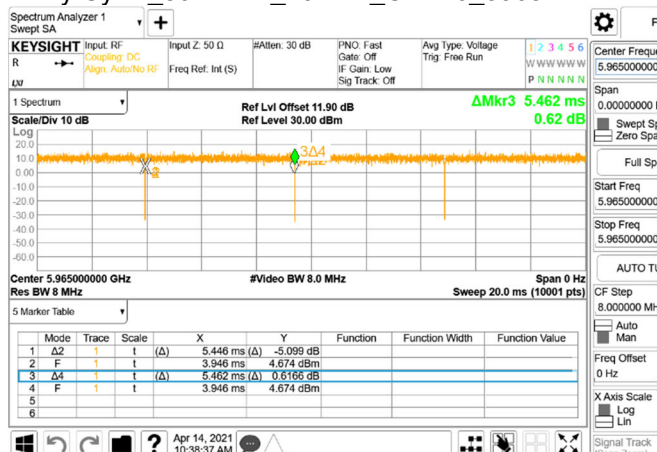 Spectrum Analyzer 1
Swept SA
KEYSIGHT
R
LXI
Input: RF
Coupling: DC
Align: Auto/No RF
Input Z: 50 Ω
Freq Ref: Int (S)
#Atten: 30 dB
PNO: Fast
Gate: Off
IF Gain: Low
Sig Track: Off
Avg Type: Voltage
Trig: Free Run
1 2 3 4 5 6
W W W W W W
P N N N N N
1 Spectrum
Scale/Div 10 dB
Ref Lvl Offset 11.90 dB
Ref Level 30.00 dBm
ΔMkr3 5.462 ms
0.62 dB
Log
20.0
10.0
0.00
-10.0
-20.0
-30.0
-40.0
-50.0
-60.0
3Δ4
Center 5.965000000 GHz
Res BW 8 MHz
#Video BW 8.0 MHz
Span 0 Hz
Sweep 20.0 ms (10001 pts)
5 Marker Table
Mode Trace Scale X Y Function Function Width Function Value
1 Δ2 1 t (Δ) 5.446 ms (Δ) -5.099 dB
2 F 1 t 3.946 ms 4.674 dBm
3 Δ4 1 t (Δ) 5.462 ms (Δ) 0.6166 dB
4 F 1 t 3.946 ms 4.674 dBm
5
6
Apr 14, 2021
10:38:37 AM
Center Freque
5.965000000
Span
0.00000000
Swept Sp
Zero Spa
Full Sp
Start Freq
5.965000000
Stop Freq
5.965000000
AUTO TU
CF Step
8.000000 MH
Auto
Man
Freq Offset
0 Hz
X Axis Scale
Log
Lin
Signal Track